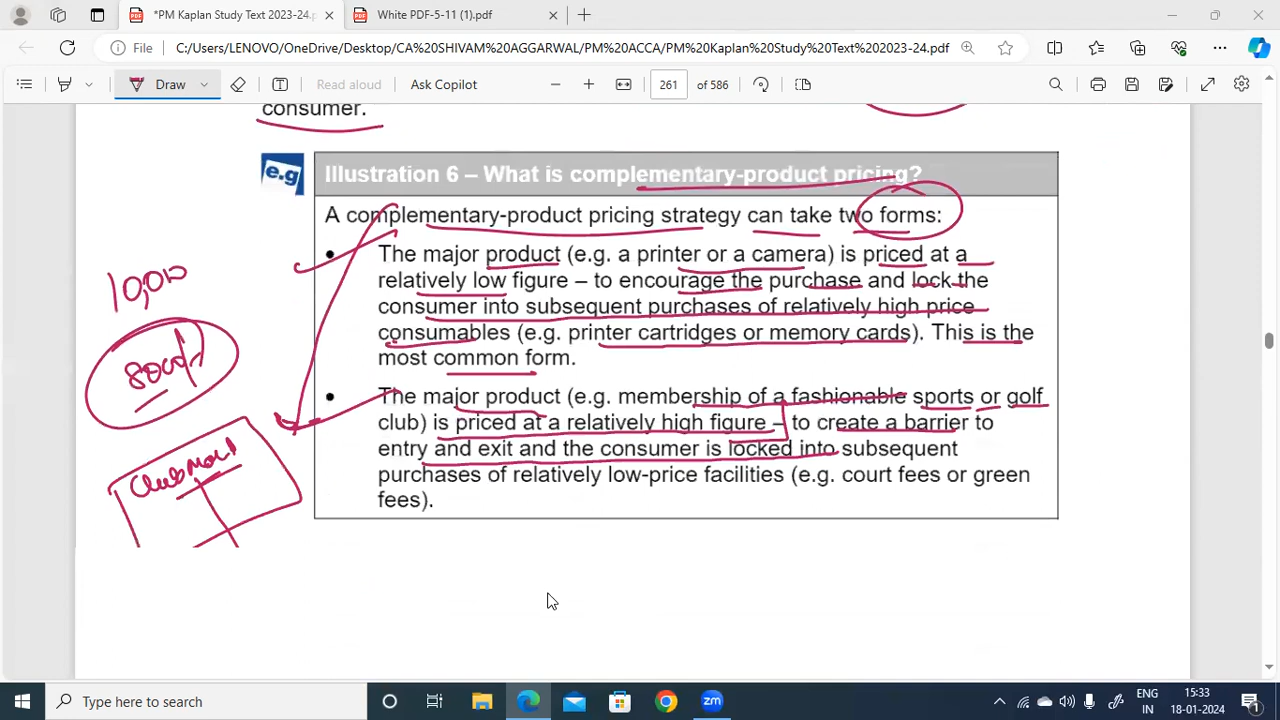 *PM Kaplan Study Text 2023-24.p
White PDF-5-11 (1).pdf
File
C:/Users/LENOVO/OneDrive/Desktop/CA%20SHIVAM%20AGGARWAL/PM%20ACCA/PM%20Kaplan%20Study%20Text%202023-24.pdf
Draw
Read aloud
Ask Copilot
261
of 586
consumer.
e.g
Illustration 6 – What is complementary-product pricing?
A complementary-product pricing strategy can take two forms:
• The major product (e.g. a printer or a camera) is priced at a
relatively low figure – to encourage the purchase and lock the
consumer into subsequent purchases of relatively high price
consumables (e.g. printer cartridges or memory cards). This is the
most common form.
• The major product (e.g. membership of a fashionable sports or golf
club) is priced at a relatively high figure – to create a barrier to
entry and exit and the consumer is locked into subsequent
purchases of relatively low-price facilities (e.g. court fees or green
fees).
10,000
Type here to search
ENG
IN
15:33
18-01-2024
1